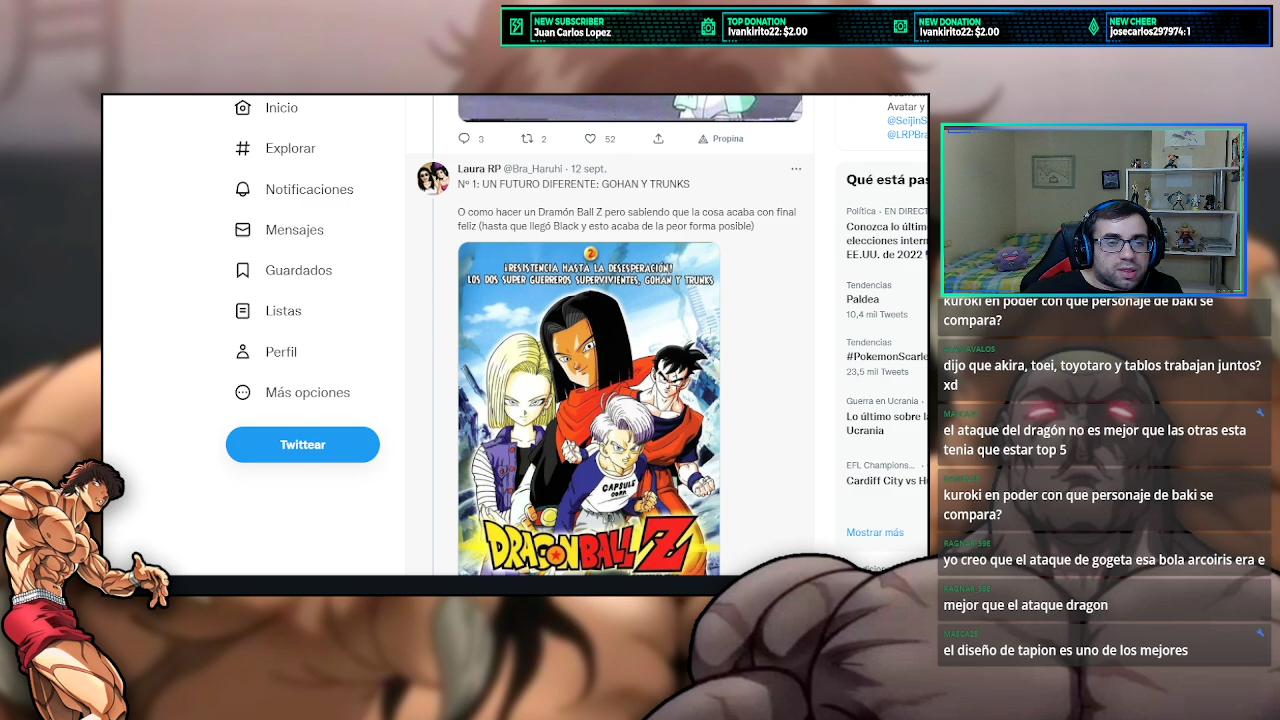 NEW SUBSCRIBER
Juan Carlos Lopez
TOP DONATION
Ivankirito22: $2.00
NEW DONATION
Ivankirito22: $2.00
NEW CHEER
josecarlos297974: 1
Inicio
Explorar
Notificaciones
Mensajes
Guardados
Listas
Perfil
Más opciones
Twittear
3
2
52
Propina
Laura RP @Bra_Haruhi · 12 sept.
Nº 1: UN FUTURO DIFERENTE: GOHAN Y TRUNKS
O como hacer un Dramón Ball Z pero sabiendo que la cosa acaba con final
feliz (hasta que llegó Black y esto acaba de la peor forma posible)
2
¡RESISTENCIA HASTA LA DESESPERACIÓN!
LOS DOS SUPER GUERREROS SUPERVIVIENTES, GOHAN Y TRUNKS
CAPSULE
CORP.
DRAGONBALL Z
Avatar y
@SeijinS
@LRPBra
Qué está pas
Política · EN DIRECT
Conozca lo últim
elecciones intern
EE.UU. de 2022
Tendencias
Paldea
10,4 mil Tweets
Tendencias
#PokemonScarle
23,5 mil Tweets
Guerra en Ucrania ·
Lo último sobre l
Ucrania
EFL Champions... ·
Cardiff City vs H
Mostrar más
kuroki en poder con que personaje de baki se
compara?
dijo que akira, toei, toyotaro y tablos trabajan juntos?
xd
el ataque del dragón no es mejor que las otras esta
tenia que estar top 5
kuroki en poder con que personaje de baki se
compara?
RAGNAR-S9E
yo creo que el ataque de gogeta esa bola arcoiris era e
RAGNAR-S9E
mejor que el ataque dragon
MASCA25
el diseño de tapion es uno de los mejores